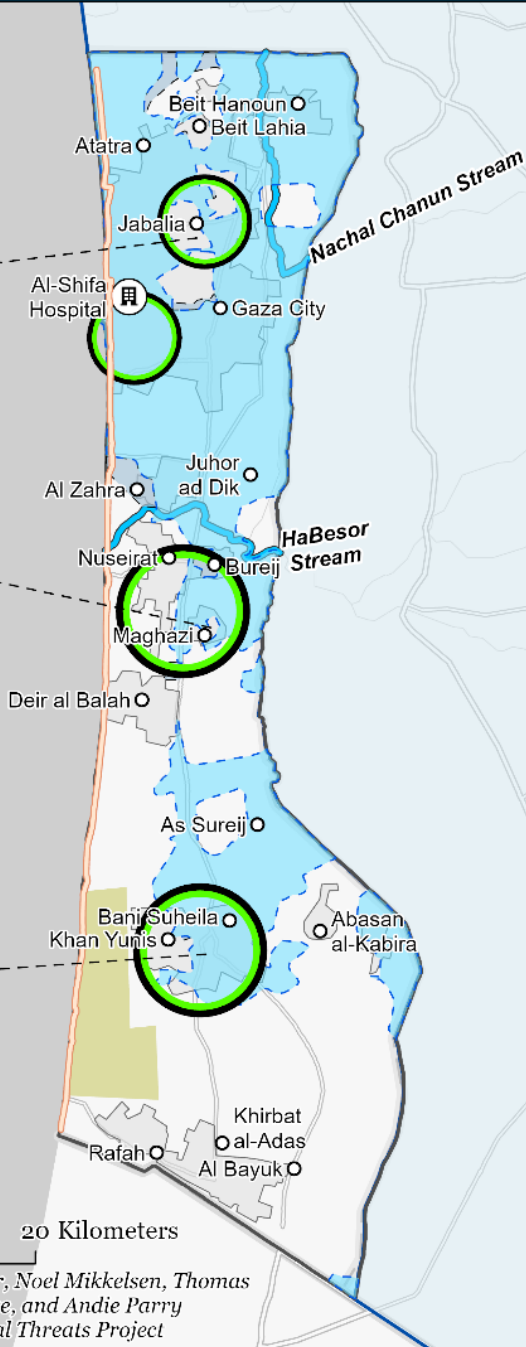 Beit Hanoun
Beit Lahia
Atatra
Nachal Chanun Stream
Jabalia
Al-Shifa
Hospital
Gaza City
Juhor
ad Dik
Al Zahra
HaBesor
Stream
Nuseirat
Bureij
Maghazi
Deir al Balah
As Sureij
Bani Suheila
Khan Yunis
Abasan
al-Kabira
Khirbat
al-Adas
Rafah
Al Bayuk
20 Kilometers
r, Noel Mikkelsen, Thomas
e, and Andie Parry
al Threats Project